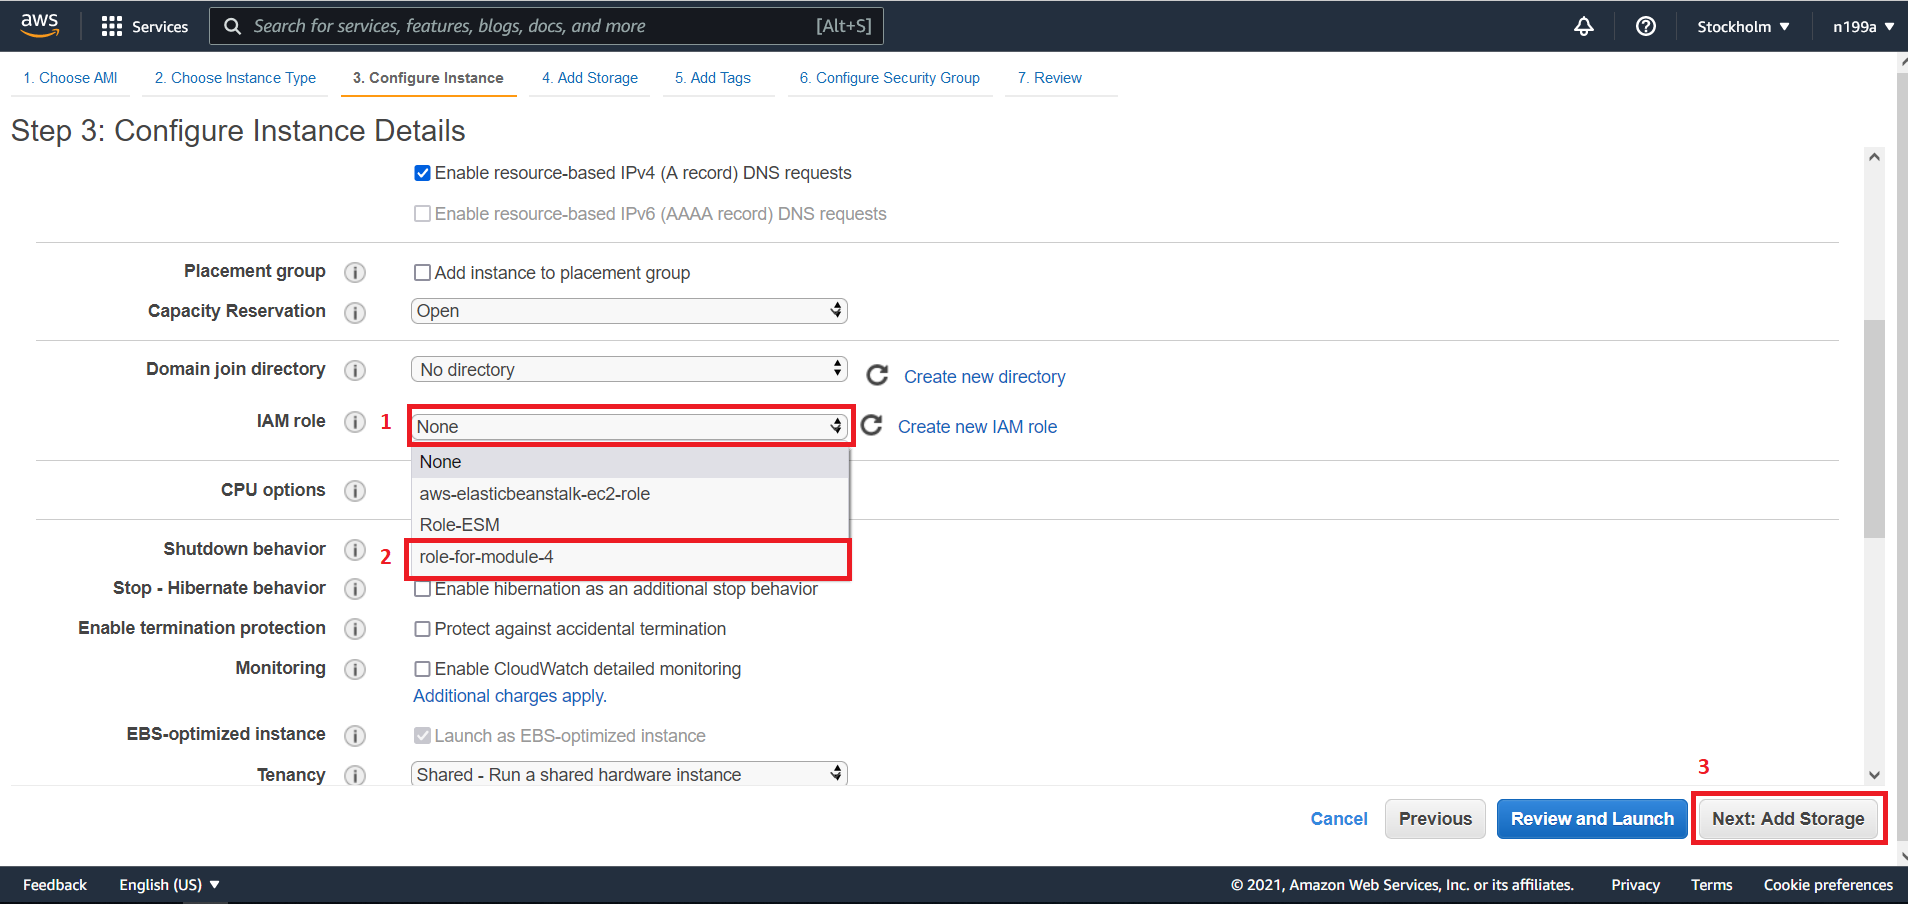 aws Services Search for services, features, blogs, docs, and more [Alt+S] Stockholm ▼ n199a ▼
1. Choose AMI 2. Choose Instance Type 3. Configure Instance 4. Add Storage 5. Add Tags 6. Configure Security Group 7. Review
Step 3: Configure Instance Details
Enable resource-based IPv4 (A record) DNS requests
Enable resource-based IPv6 (AAAA record) DNS requests
Placement group i Add instance to placement group
Capacity Reservation i Open
Domain join directory i No directory Create new directory
IAM role i 1 None Create new IAM role
None
aws-elasticbeanstalk-ec2-role
CPU options i
Role-ESM
Shutdown behavior i 2 role-for-module-4
Stop - Hibernate behavior i Enable hibernation as an additional stop behavior
Enable termination protection i Protect against accidental termination
Monitoring i Enable CloudWatch detailed monitoring
Additional charges apply.
EBS-optimized instance i Launch as EBS-optimized instance
Tenancy i Shared - Run a shared hardware instance
3
Cancel Previous Review and Launch Next: Add Storage
Feedback English (US) ▼ © 2021, Amazon Web Services, Inc. or its affiliates. Privacy Terms Cookie preferences